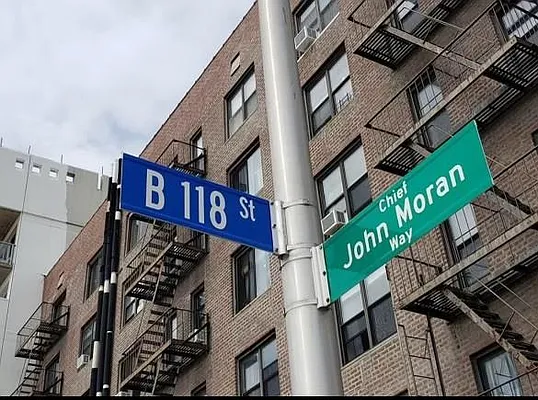 B 118 St
Chief
John Moran
Way